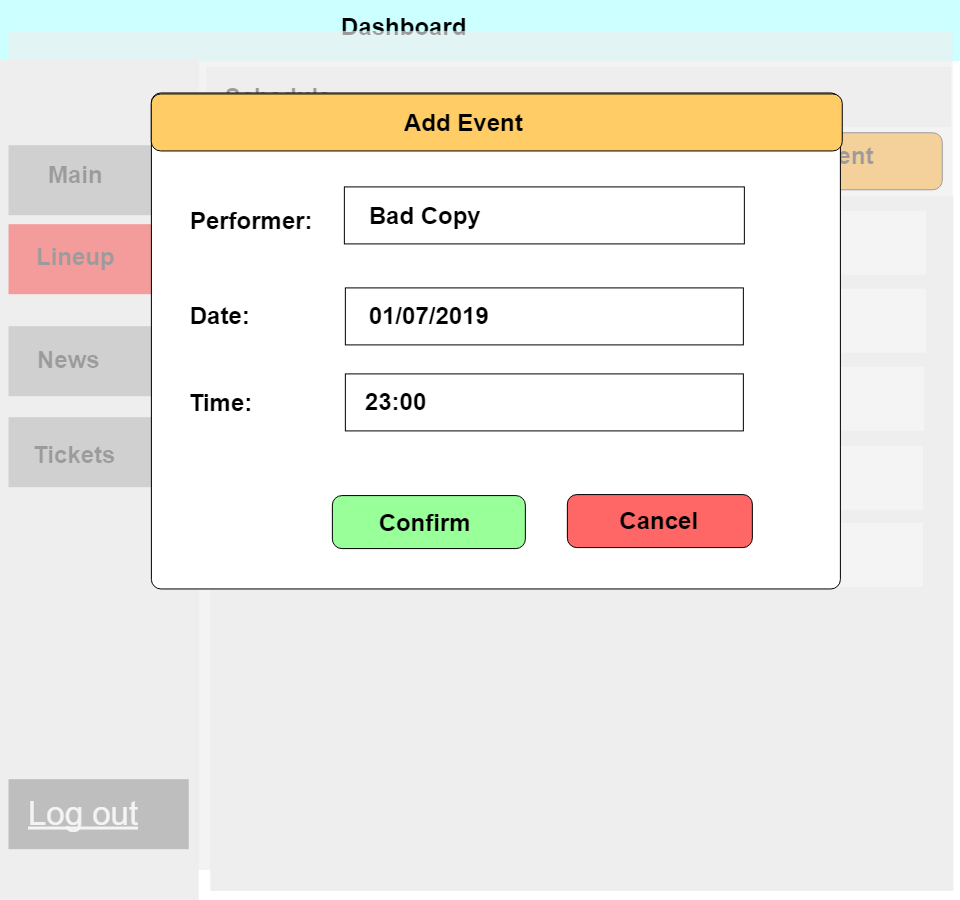 Dashboard
Schedule
Add Event
ent
Main
Performer: Bad Copy
Lineup
Date: 01/07/2019
News
Time: 23:00
Tickets
Confirm Cancel
Log out